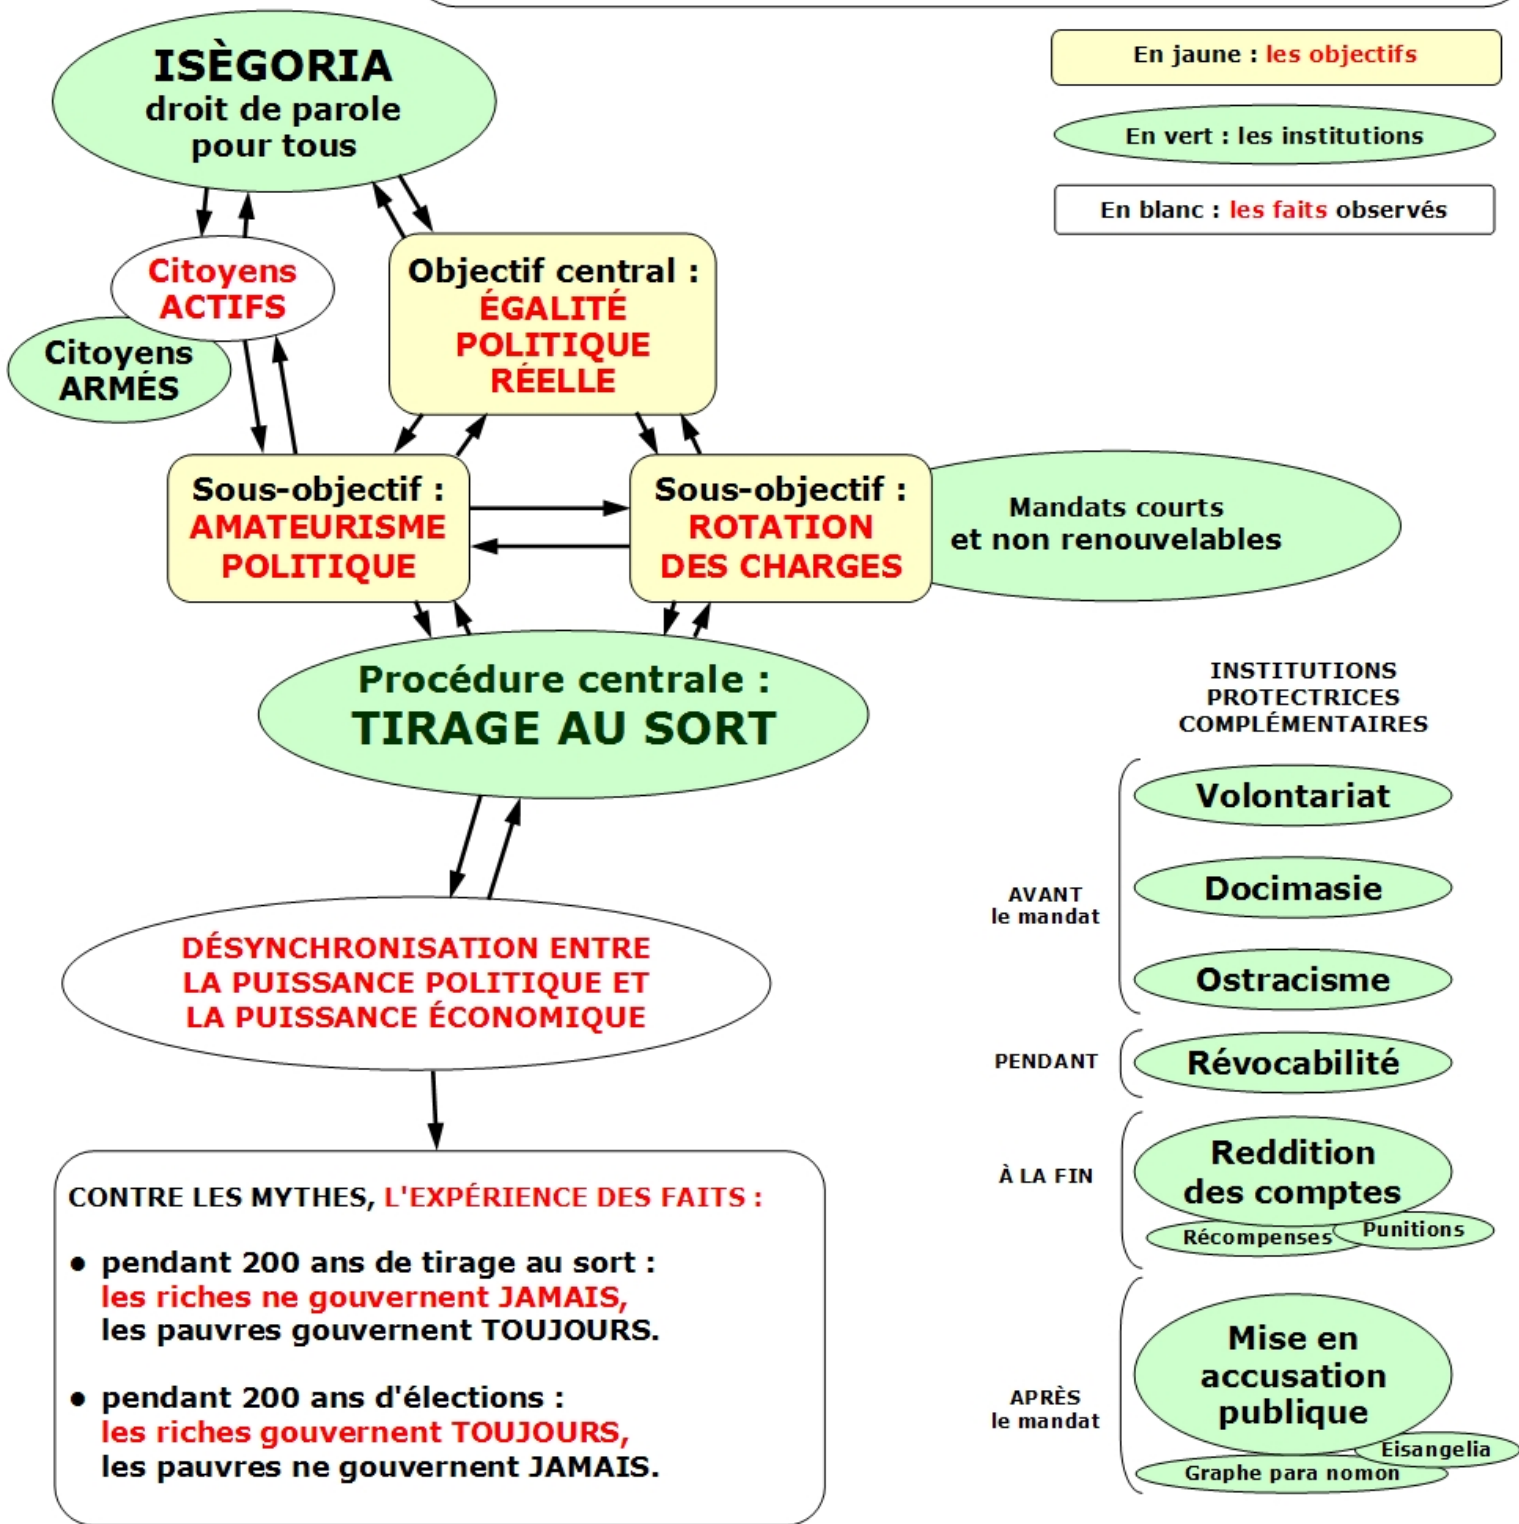 ISÈGORIA
droit de parole
pour tous
En jaune : les objectifs
En vert : les institutions
En blanc : les faits observés
Citoyens
ACTIFS
Citoyens
ARMÉS
Objectif central :
ÉGALITÉ
POLITIQUE
RÉELLE
Sous-objectif :
AMATEURISME
POLITIQUE
Sous-objectif :
ROTATION
DES CHARGES
Mandats courts
et non renouvelables
Procédure centrale :
TIRAGE AU SORT
DÉSYNCHRONISATION ENTRE
LA PUISSANCE POLITIQUE ET
LA PUISSANCE ÉCONOMIQUE
CONTRE LES MYTHES, L'EXPÉRIENCE DES FAITS :
● pendant 200 ans de tirage au sort :
les riches ne gouvernent JAMAIS,
les pauvres gouvernent TOUJOURS.
● pendant 200 ans d'élections :
les riches gouvernent TOUJOURS,
les pauvres ne gouvernent JAMAIS.
INSTITUTIONS
PROTECTRICES
COMPLÉMENTAIRES
AVANT
le mandat
Volontariat
Docimasie
Ostracisme
PENDANT
Révocabilité
À LA FIN
Reddition
des comptes
Récompenses
Punitions
APRÈS
le mandat
Mise en
accusation
publique
Eisangelia
Graphe para nomon